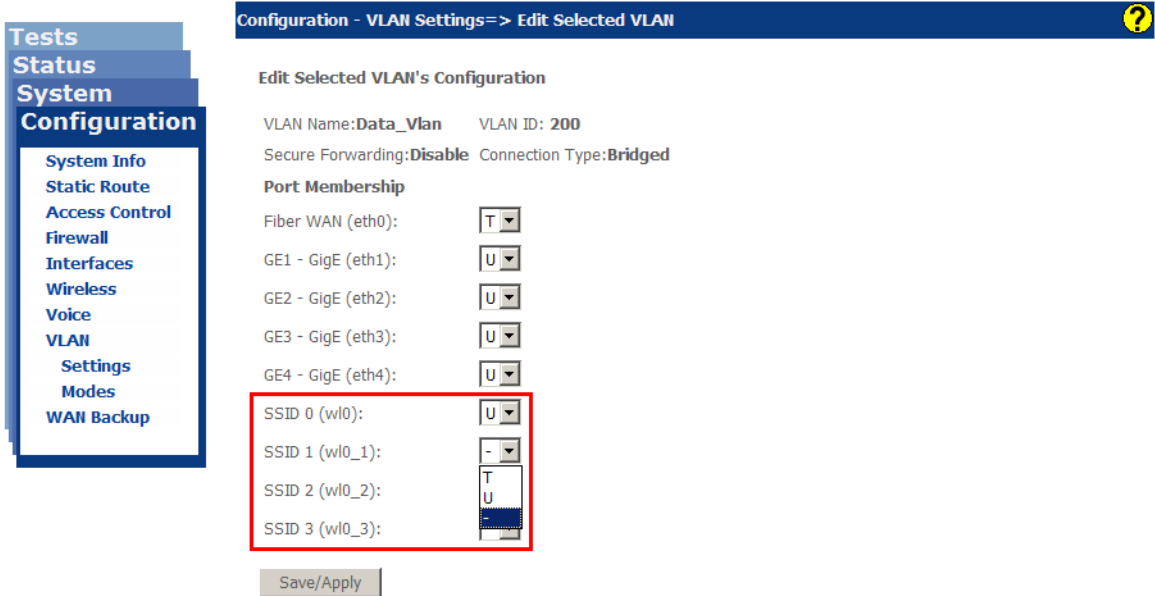 Tests
Status
System
Configuration
System Info
Static Route
Access Control
Firewall
Interfaces
Wireless
Voice
VLAN
Settings
Modes
WAN Backup
Configuration - VLAN Settings=> Edit Selected VLAN
?
Edit Selected VLAN's Configuration
VLAN Name:Data_Vlan VLAN ID: 200
Secure Forwarding:Disable Connection Type:Bridged
Port Membership
Fiber WAN (eth0): T
GE1 - GigE (eth1): U
GE2 - GigE (eth2): U
GE3 - GigE (eth3): U
GE4 - GigE (eth4): U
SSID 0 (wl0): U
SSID 1 (wl0_1): -
T
SSID 2 (wl0_2): U
-
SSID 3 (wl0_3):
Save/Apply